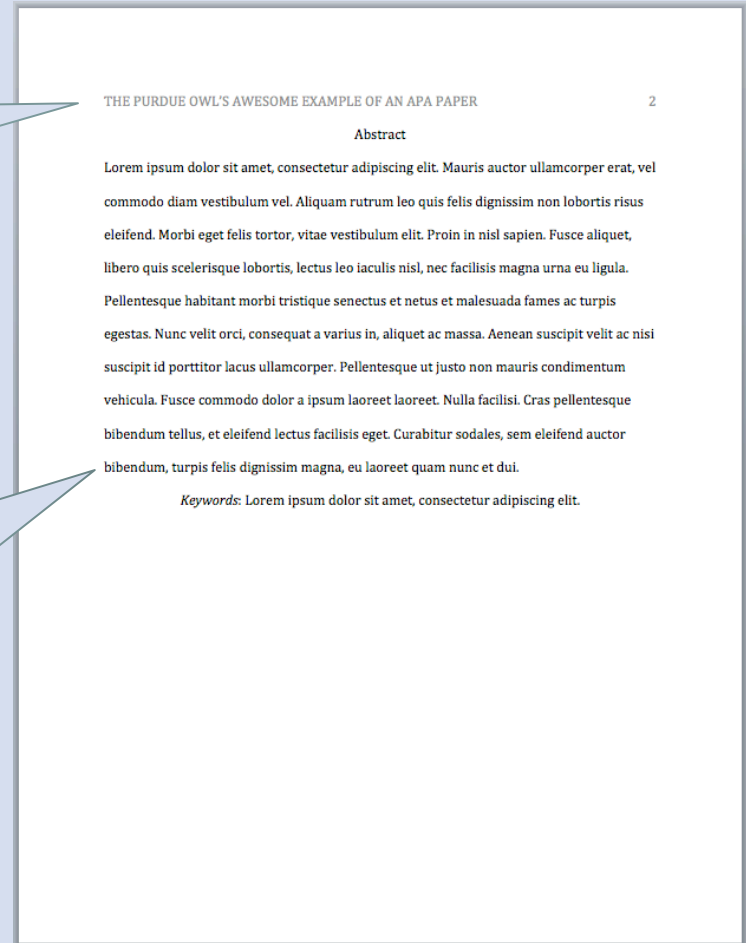 THE PURDUE OWL'S AWESOME EXAMPLE OF AN APA PAPER 2
Abstract
Lorem ipsum dolor sit amet, consectetur adipiscing elit. Mauris auctor ullamcorper erat, vel
commodo diam vestibulum vel. Aliquam rutrum leo quis felis dignissim non lobortis risus
eleifend. Morbi eget felis tortor, vitae vestibulum elit. Proin in nisl sapien. Fusce aliquet,
libero quis scelerisque lobortis, lectus leo iaculis nisl, nec facilisis magna urna eu ligula.
Pellentesque habitant morbi tristique senectus et netus et malesuada fames ac turpis
egestas. Nunc velit orci, consequat a varius in, aliquet ac massa. Aenean suscipit velit ac nisi
suscipit id porttitor lacus ullamcorper. Pellentesque ut justo non mauris condimentum
vehicula. Fusce commodo dolor a ipsum laoreet laoreet. Nulla facilisi. Cras pellentesque
bibendum tellus, et eleifend lectus facilisis eget. Curabitur sodales, sem eleifend auctor
bibendum, turpis felis dignissim magna, eu laoreet quam nunc et dui.
Keywords: Lorem ipsum dolor sit amet, consectetur adipiscing elit.